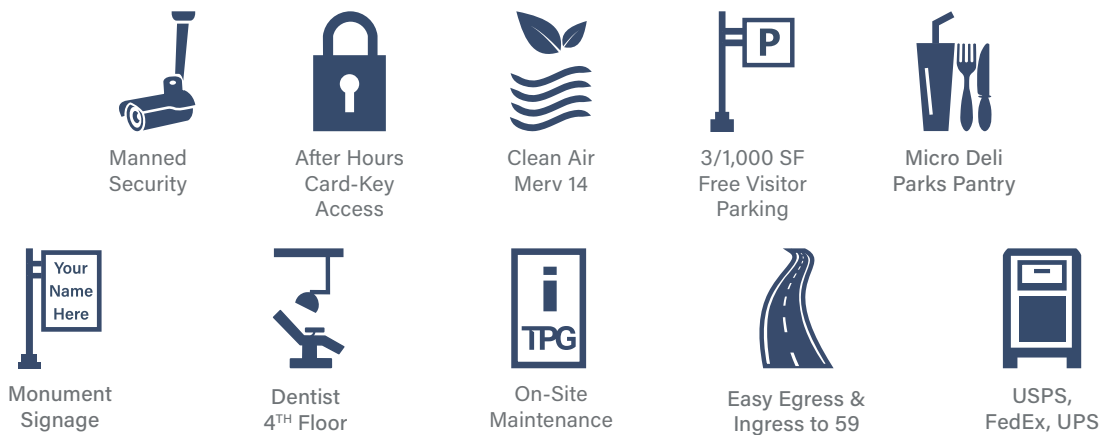 P
Manned
Security
After Hours
Card-Key
Access
Clean Air
Merv 14
3/1,000 SF
Free Visitor
Parking
Micro Deli
Parks Pantry
Your
Name
Here
Monument
Signage
Dentist
4TH Floor
i
TPG
On-Site
Maintenance
Easy Egress &
Ingress to 59
USPS,
FedEx, UPS